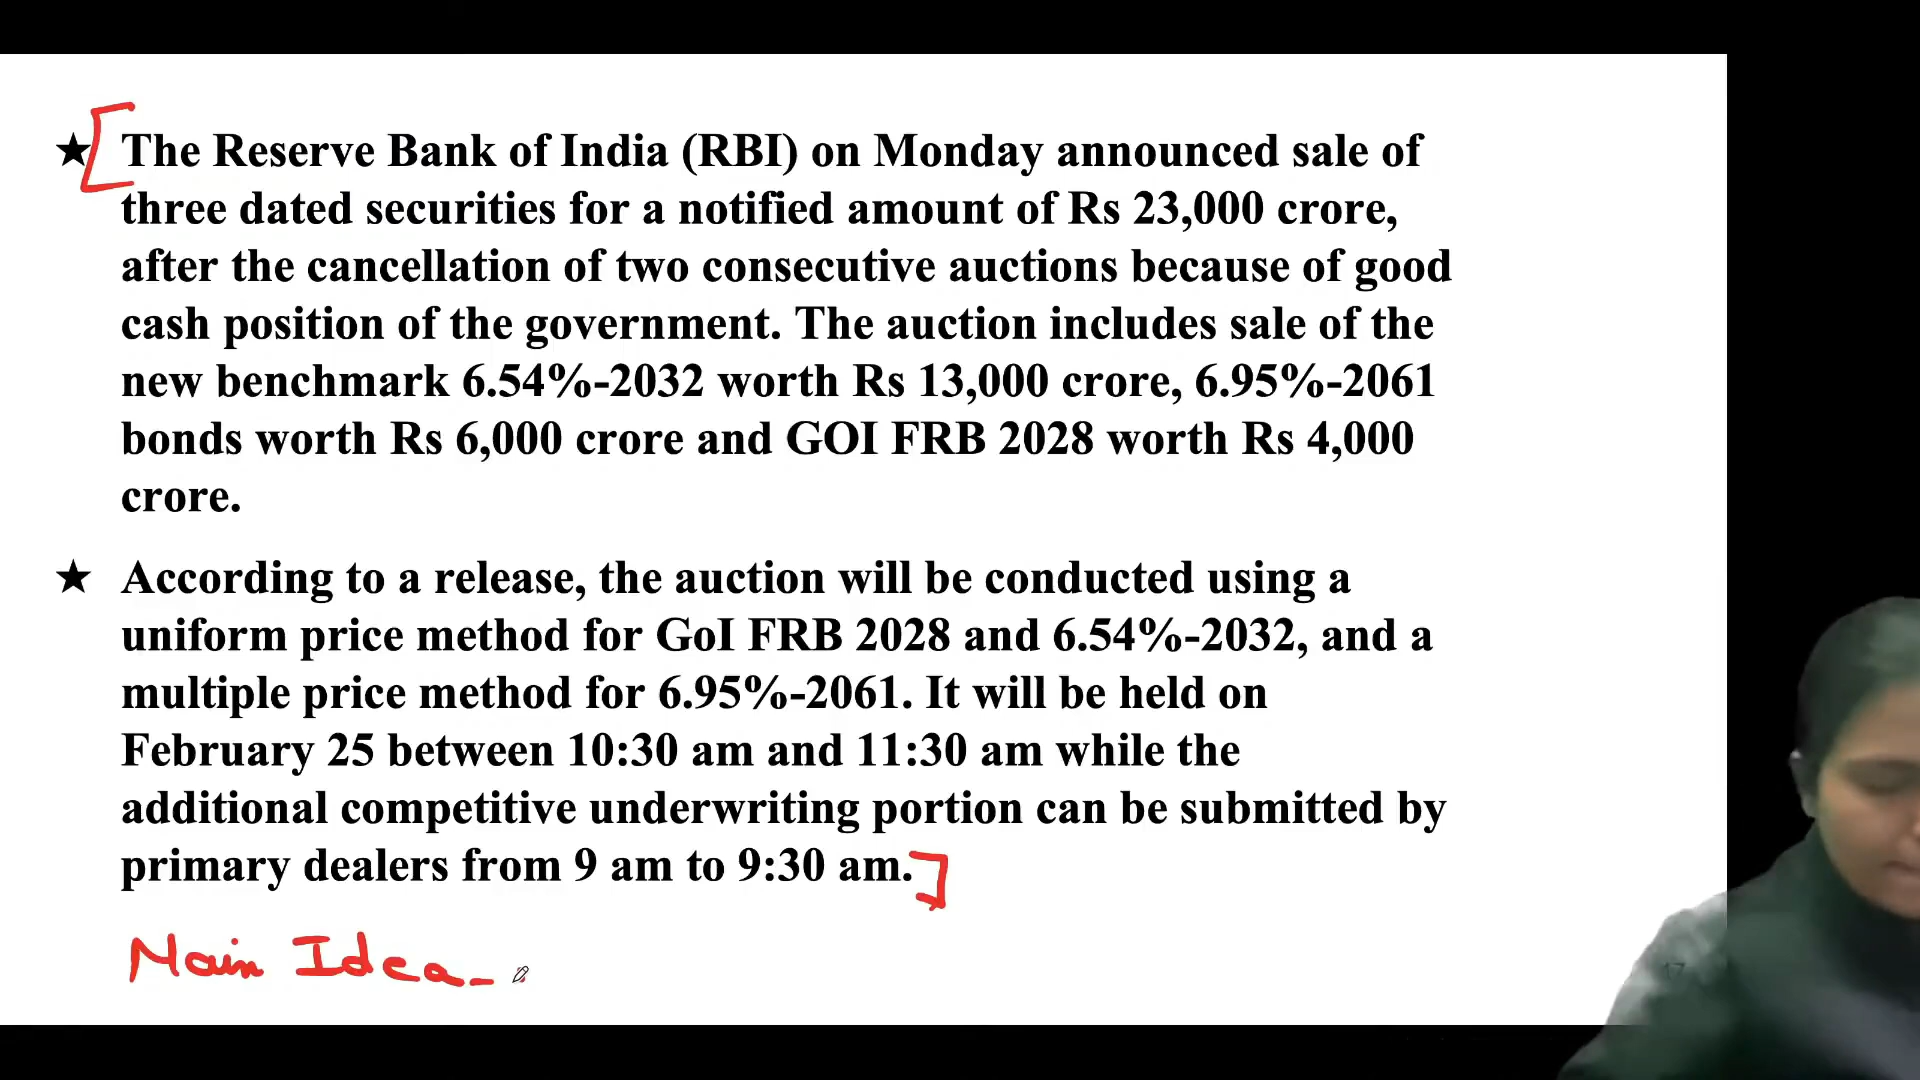 ★ The Reserve Bank of India (RBI) on Monday announced sale of
three dated securities for a notified amount of Rs 23,000 crore,
after the cancellation of two consecutive auctions because of good
cash position of the government. The auction includes sale of the
new benchmark 6.54%-2032 worth Rs 13,000 crore, 6.95%-2061
bonds worth Rs 6,000 crore and GOI FRB 2028 worth Rs 4,000
crore.
★ According to a release, the auction will be conducted using a
uniform price method for GoI FRB 2028 and 6.54%-2032, and a
multiple price method for 6.95%-2061. It will be held on
February 25 between 10:30 am and 11:30 am while the
additional competitive underwriting portion can be submitted by
primary dealers from 9 am to 9:30 am.
Main Idea-